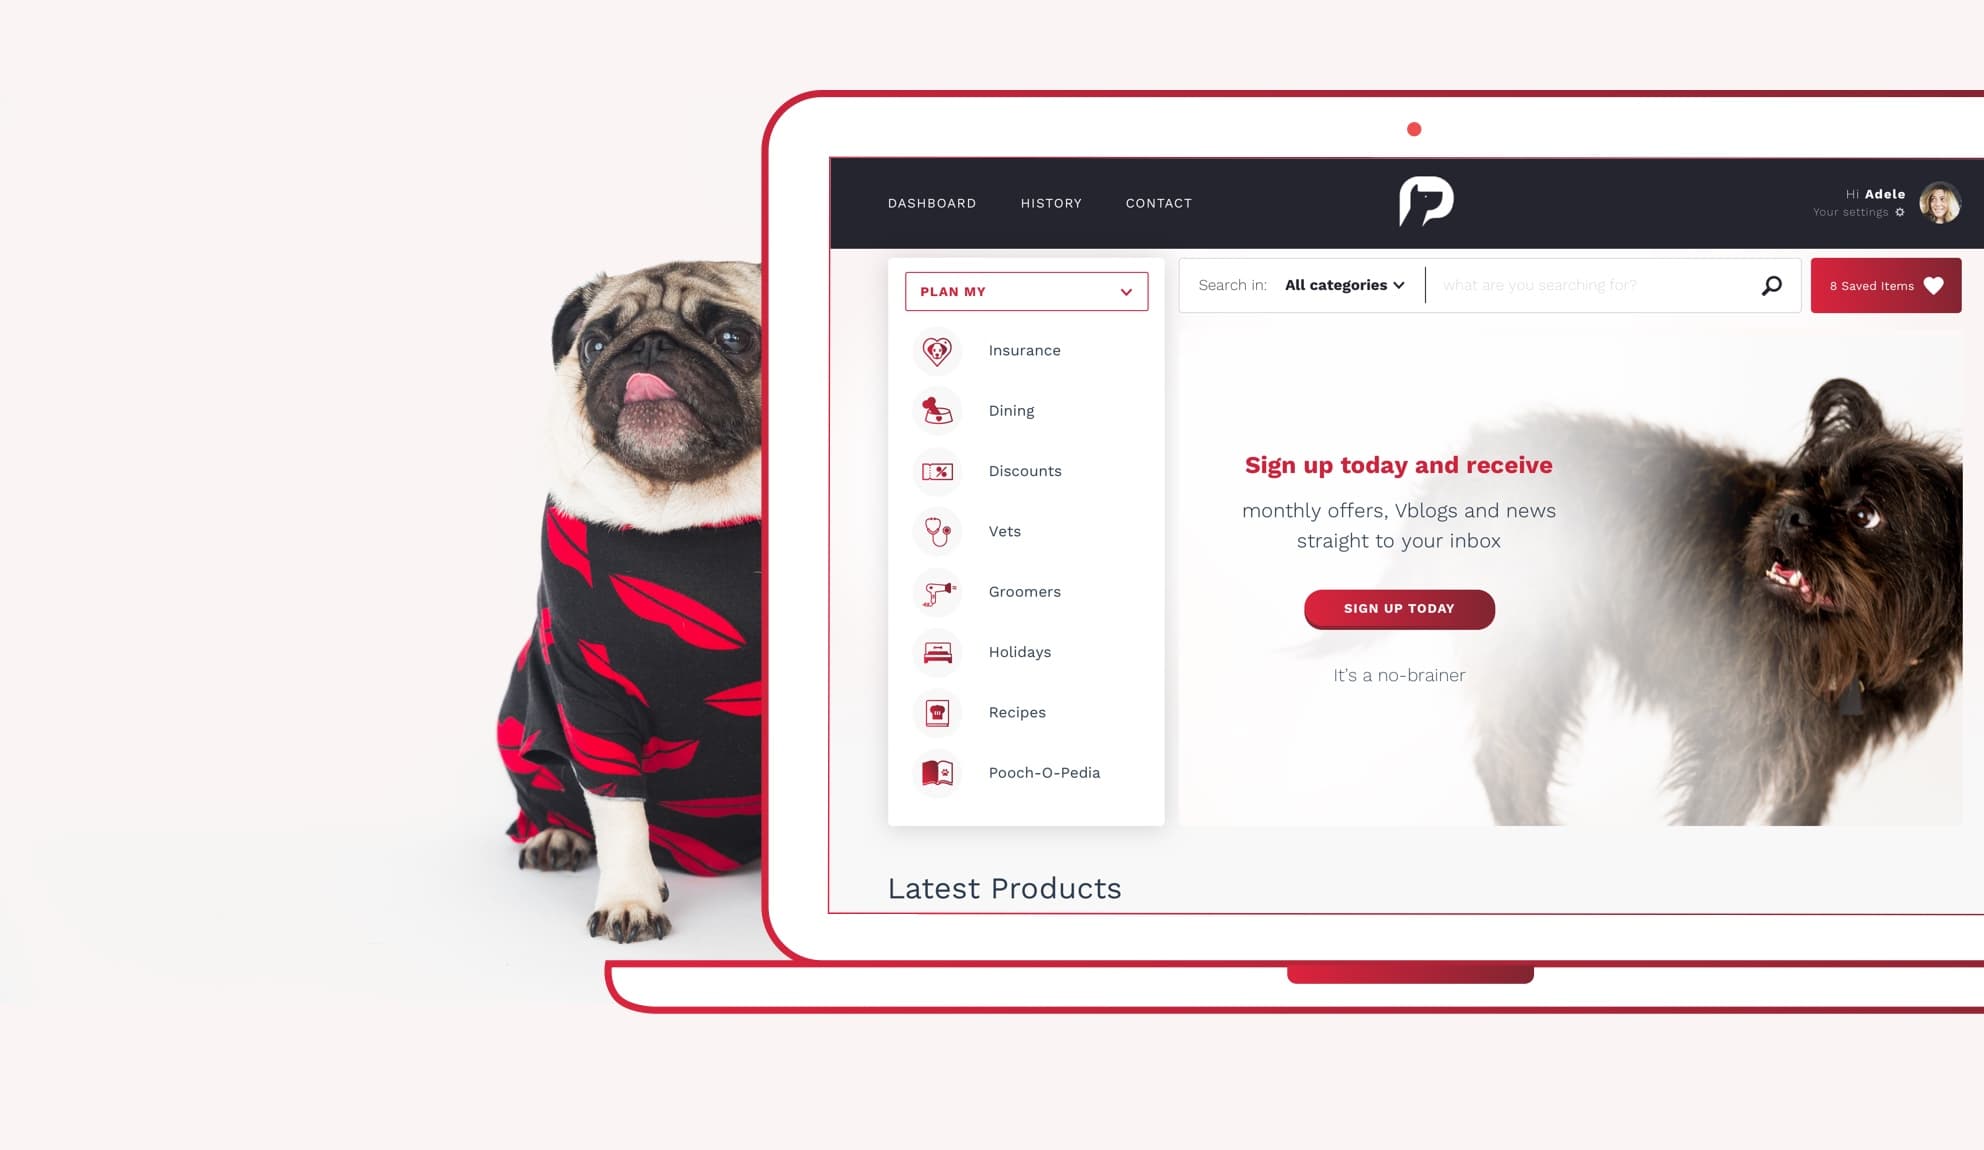 DASHBOARD HISTORY CONTACT
Hi Adele
Your settings
PLAN MY
Insurance
Dining
Discounts
Vets
Groomers
Holidays
Recipes
Pooch-O-Pedia
Search in: All categories what are you searching for?
8 Saved Items
Sign up today and receive
monthly offers, Vblogs and news
straight to your inbox
SIGN UP TODAY
It's a no-brainer
Latest Products